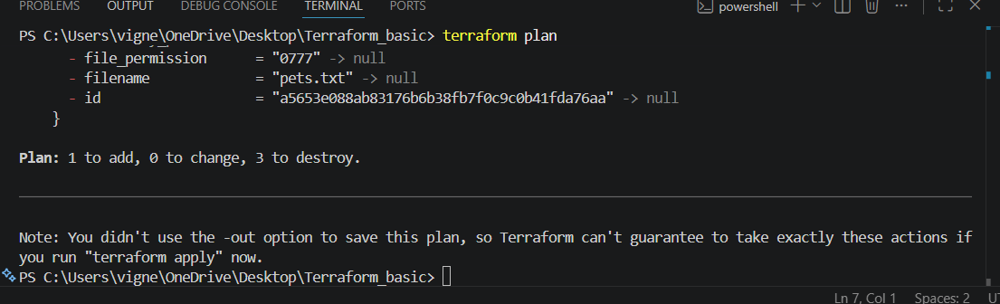 PROBLEMS OUTPUT DEBUG CONSOLE TERMINAL PORTS powershell
PS C:\Users\vigne\OneDrive\Desktop\Terraform_basic> terraform plan
- file_permission = "0777" -> null
- filename = "pets.txt" -> null
- id = "a5653e088ab83176b6b38fb7f0c9c0b41fda76aa" -> null
}
Plan: 1 to add, 0 to change, 3 to destroy.
Note: You didn't use the -out option to save this plan, so Terraform can't guarantee to take exactly these actions if
you run "terraform apply" now.
PS C:\Users\vigne\OneDrive\Desktop\Terraform_basic>
Ln 7, Col 1 Spaces: 2